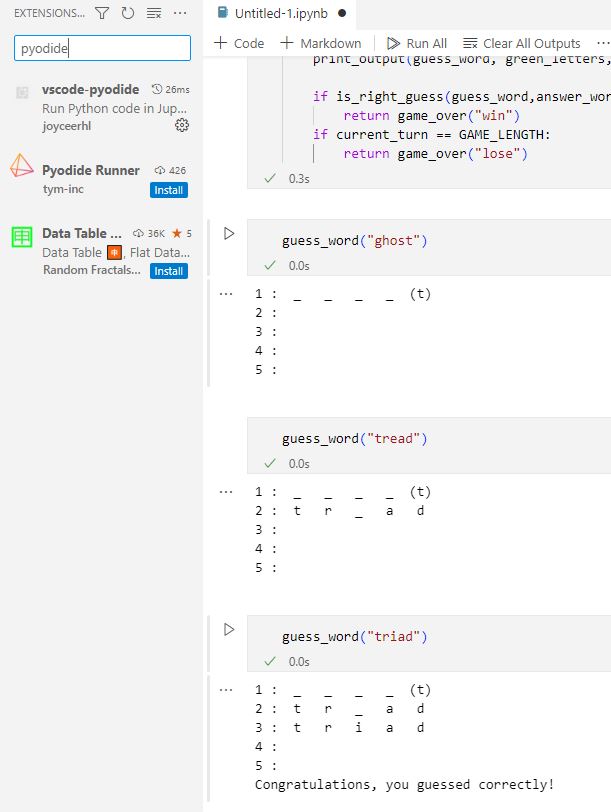 EXTENSIONS...
pyodide
vscode-pyodide 26ms
Run Python code in Jup...
joyceerhl
Pyodide Runner 426
tym-inc Install
Data Table ... 36K 5
Data Table , Flat Data...
Random Fractals... Install
Untitled-1.ipynb
+ Code + Markdown Run All Clear All Outputs ...
print_output(guess_word, green_letters,
if is_right_guess(guess_word,answer_wor
return game_over("win")
if current_turn == GAME_LENGTH:
return game_over("lose")
0.3s
guess_word("ghost")
0.0s
1 : _ _ _ _ (t)
2 :
3 :
4 :
5 :
guess_word("tread")
0.0s
1 : _ _ _ _ (t)
2 : t r _ a d
3 :
4 :
5 :
guess_word("triad")
0.0s
1 : _ _ _ _ (t)
2 : t r _ a d
3 : t r i a d
4 :
5 :
Congratulations, you guessed correctly!